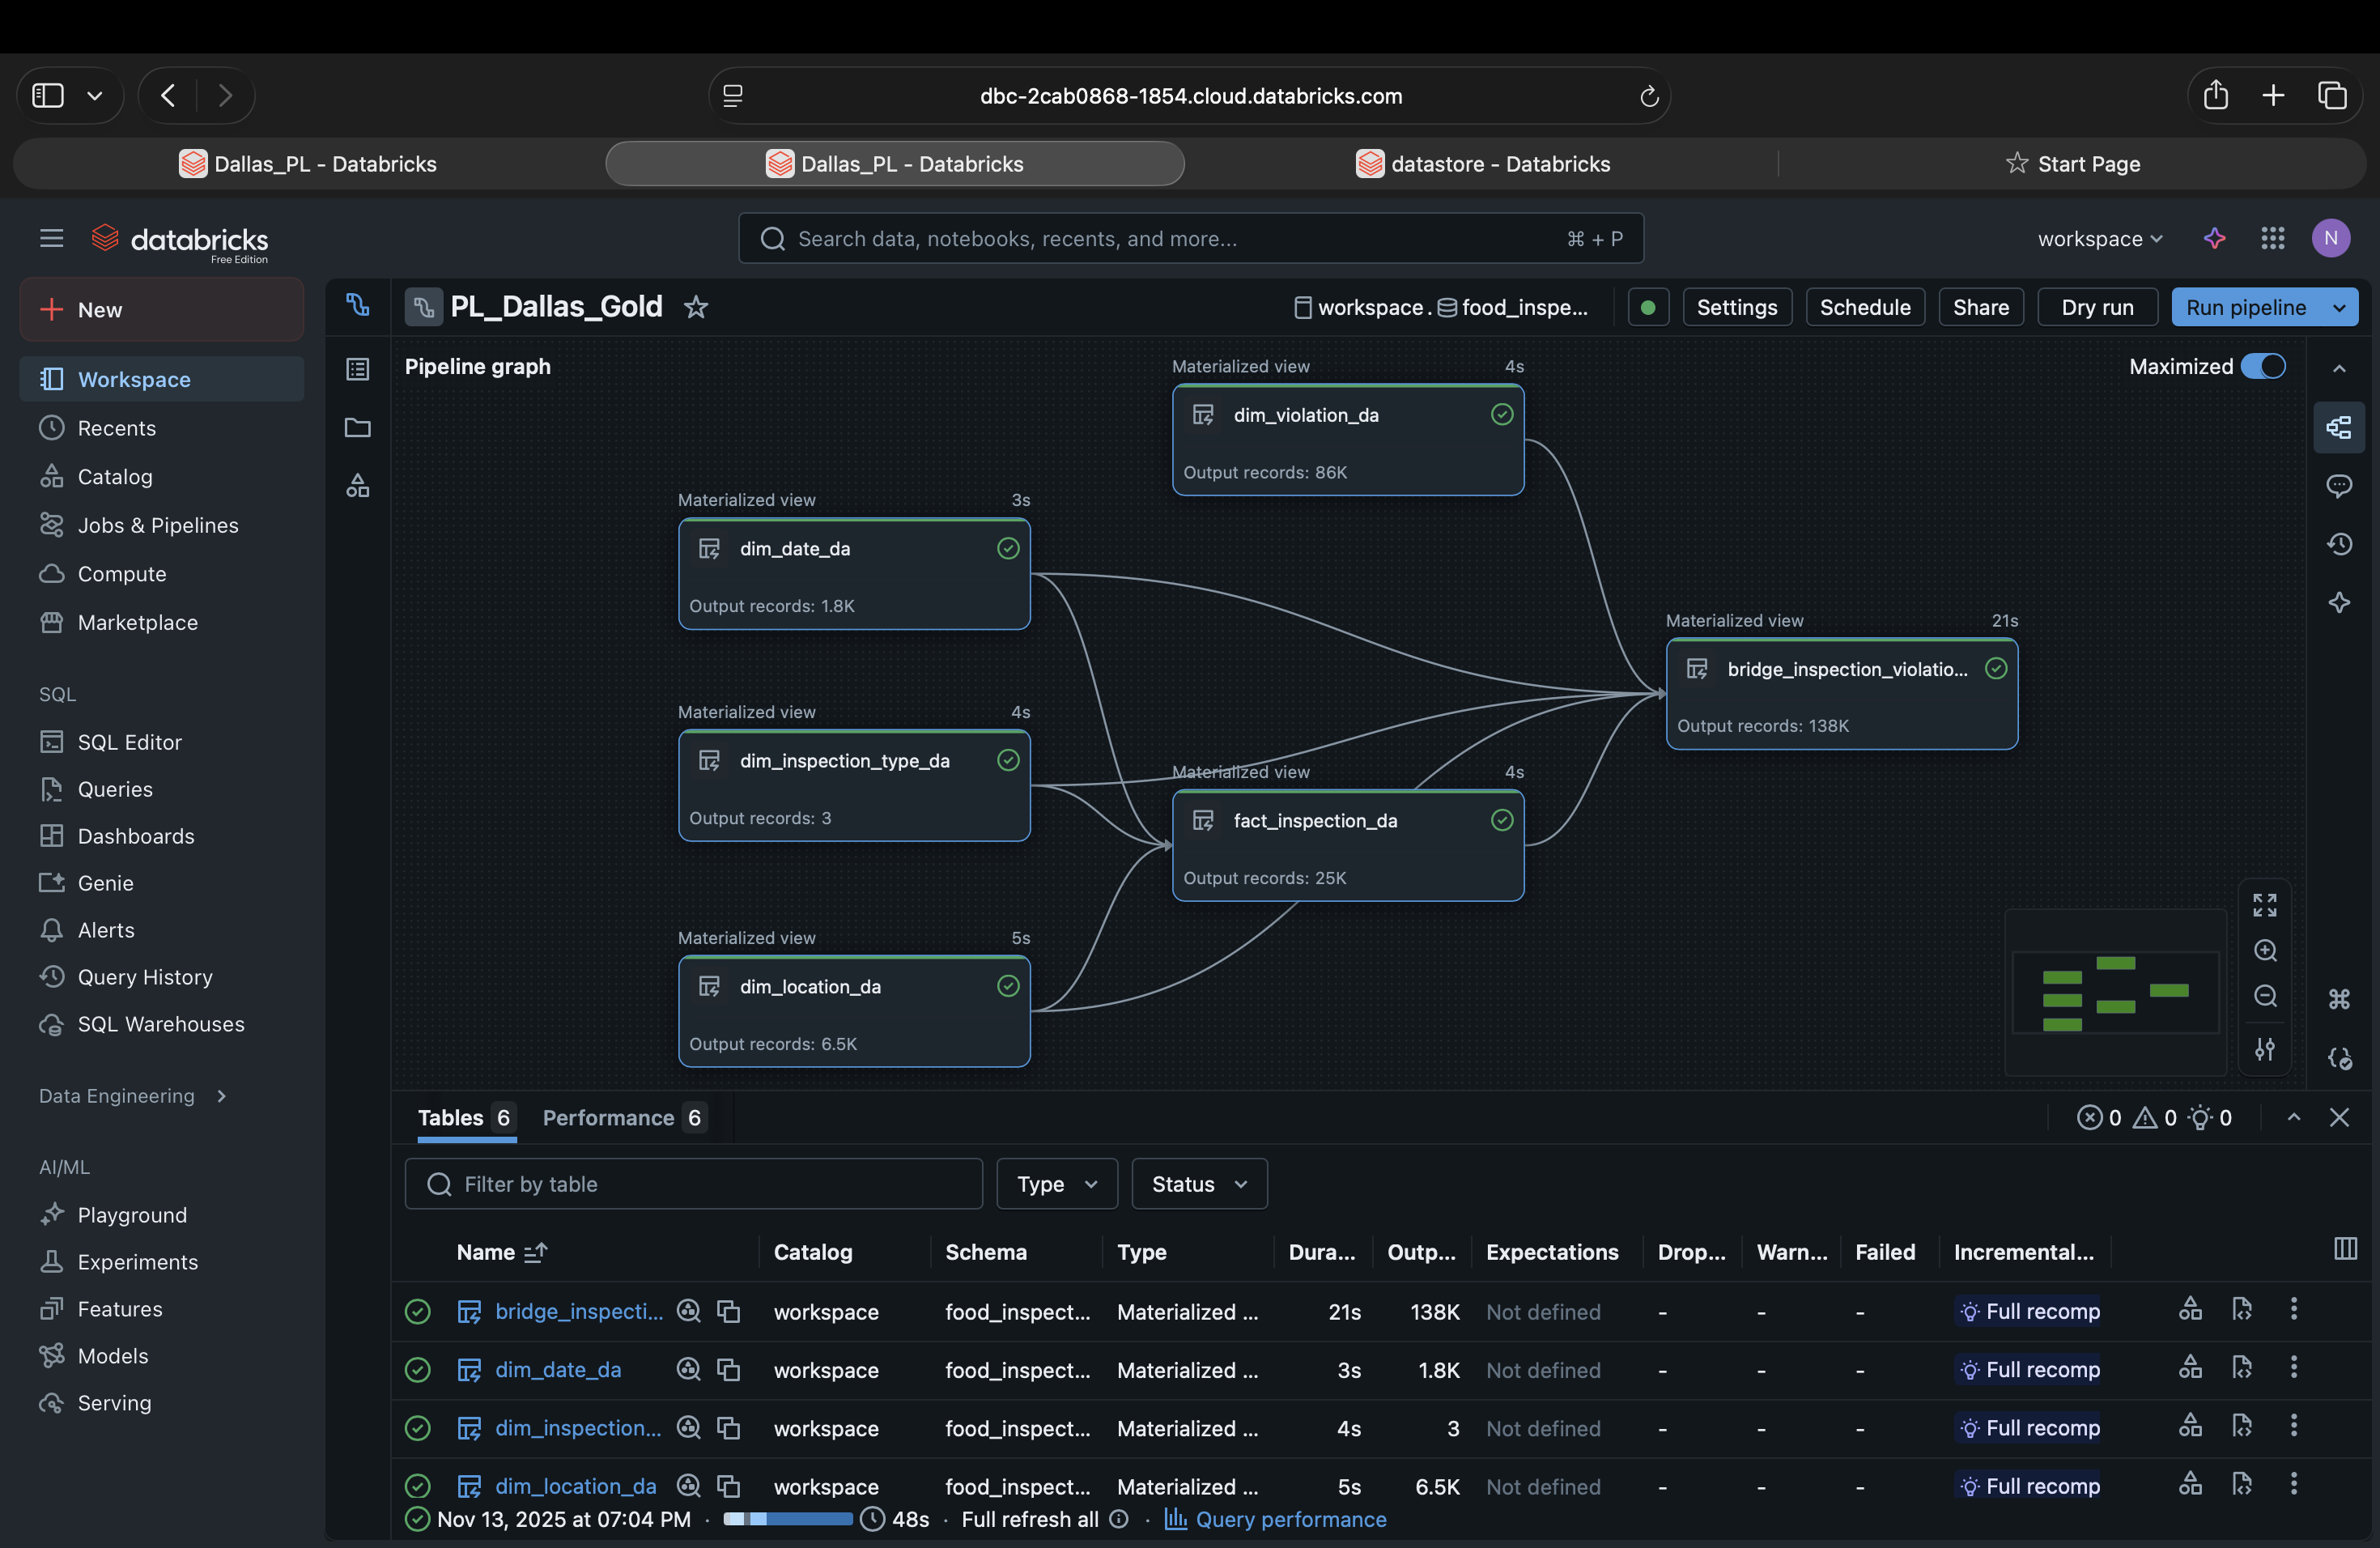 dbc-2cab0868-1854.cloud.databricks.com
Dallas_PL - Databricks
Dallas_PL - Databricks
datastore - Databricks
Start Page
databricks
Free Edition
Search data, notebooks, recents, and more...
⌘ + P
workspace
N
New
Workspace
Recents
Catalog
Jobs & Pipelines
Compute
Marketplace
SQL
SQL Editor
Queries
Dashboards
Genie
Alerts
Query History
SQL Warehouses
Data Engineering
AI/ML
Playground
Experiments
Features
Models
Serving
PL_Dallas_Gold
workspace. food_inspe...
Settings
Schedule
Share
Dry run
Run pipeline
Pipeline graph
Maximized
Materialized view 4s
dim_violation_da
Output records: 86K
Materialized view 3s
dim_date_da
Output records: 1.8K
Materialized view 4s
dim_inspection_type_da
Output records: 3
Materialized view 5s
dim_location_da
Output records: 6.5K
Materialized view 4s
fact_inspection_da
Output records: 25K
Materialized view 21s
bridge_inspection_violatio...
Output records: 138K
Tables 6 Performance 6
0 0 0
Filter by table
Type
Status
Name Catalog Schema Type Dura... Outp... Expectations Drop... Warn... Failed Incremental...
bridge_inspecti... workspace food_inspect... Materialized ... 21s 138K Not defined - - - Full recomp
dim_date_da workspace food_inspect... Materialized ... 3s 1.8K Not defined - - - Full recomp
dim_inspection... workspace food_inspect... Materialized ... 4s 3 Not defined - - - Full recomp
dim_location_da workspace food_inspect... Materialized ... 5s 6.5K Not defined - - - Full recomp
Nov 13, 2025 at 07:04 PM · 48s · Full refresh all · Query performance